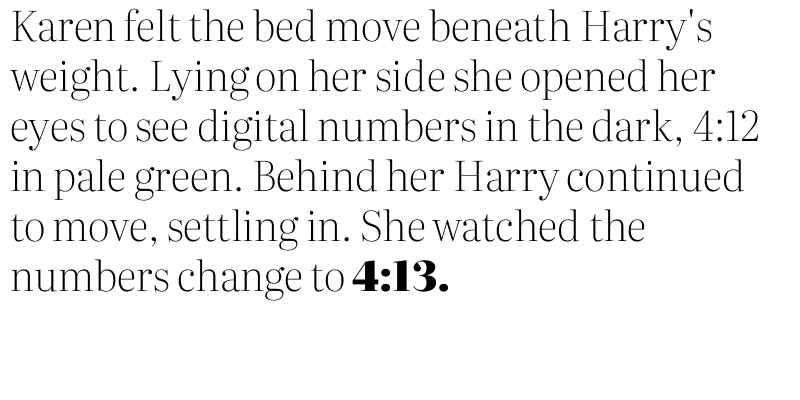 Karen felt the bed move beneath Harry's
weight. Lying on her side she opened her
eyes to see digital numbers in the dark, 4:12
in pale green. Behind her Harry continued
to move, settling in. She watched the
numbers change to 4:13.